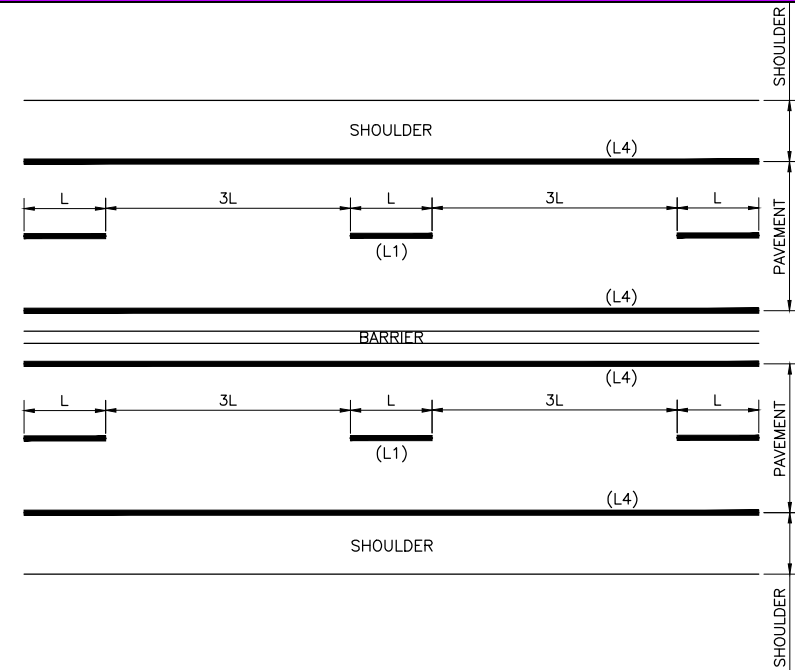 SHOULDER
SHOULDER
(L4)
L 3L L 3L L
(L1)
PAVEMENT
(L4)
BARRIER
(L4)
L 3L L 3L L
(L1)
PAVEMENT
(L4)
SHOULDER
SHOULDER